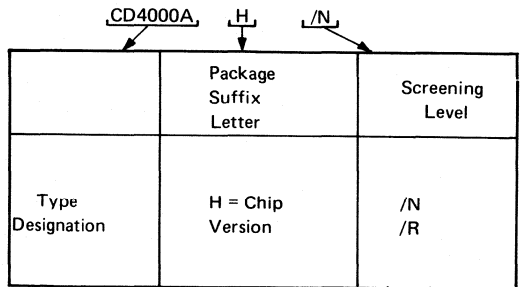 CD4000A H /N
Package
Suffix
Letter
Screening
Level
Type
Designation
H = Chip
Version
/N
/R